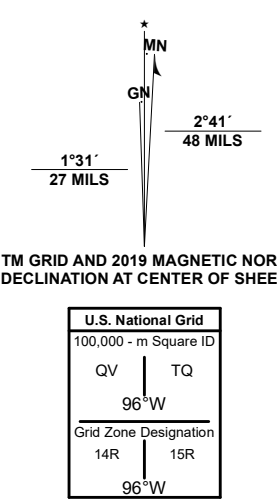 ★
MN
GN
2°41´
48 MILS
1°31´
27 MILS
TM GRID AND 2019 MAGNETIC NOR
DECLINATION AT CENTER OF SHEE
U.S. National Grid
100,000 - m Square ID
QV TQ
96°W
Grid Zone Designation
14R 15R
96°W